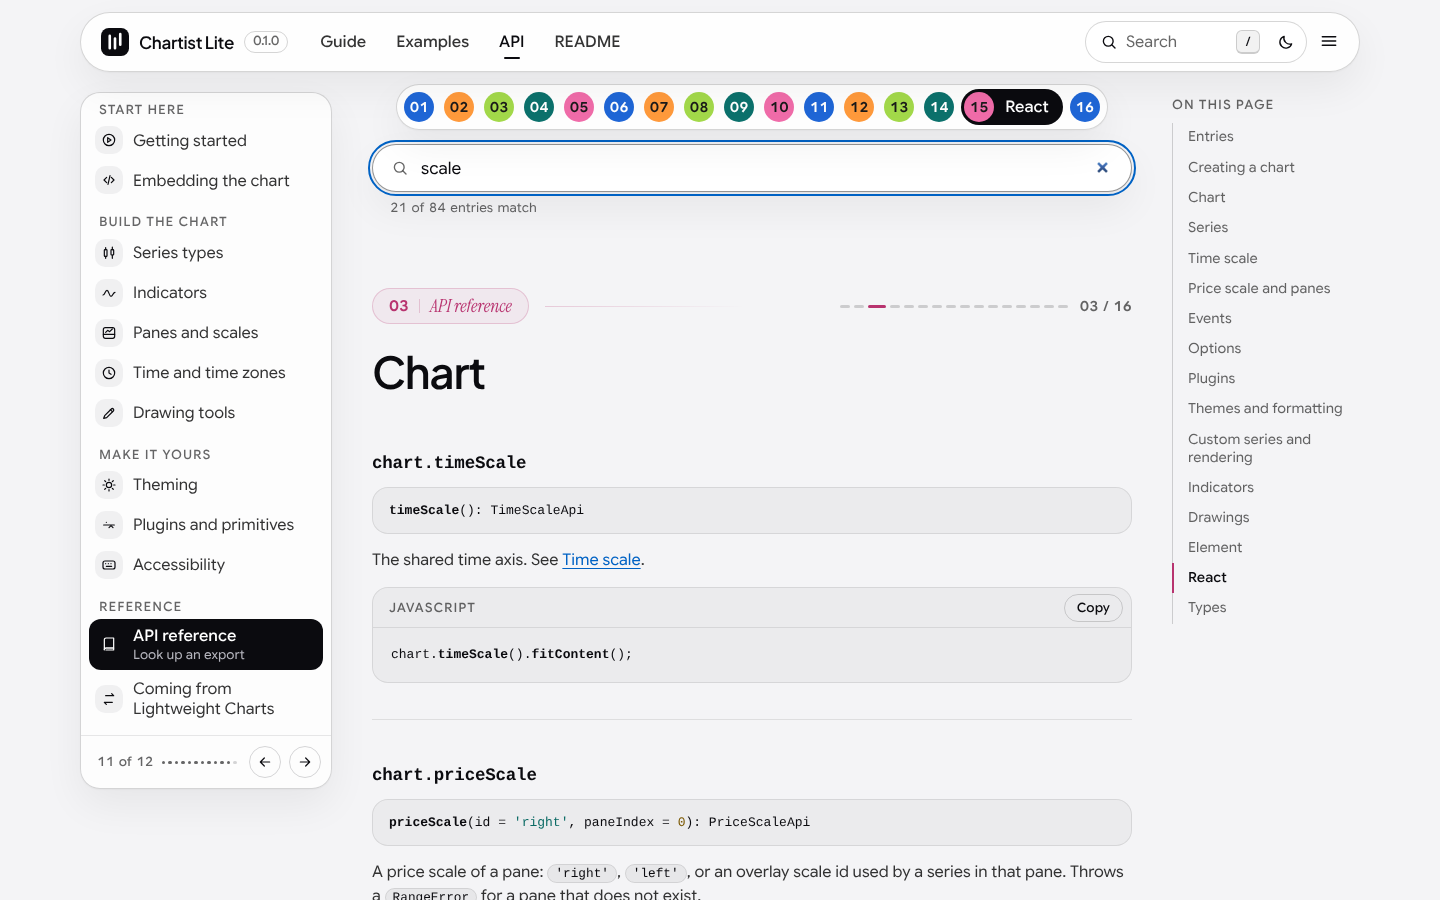 Chartist Lite 0.1.0 Guide Examples API README Search /
START HERE
Getting started
Embedding the chart
BUILD THE CHART
Series types
Indicators
Panes and scales
Time and time zones
Drawing tools
MAKE IT YOURS
Theming
Plugins and primitives
Accessibility
REFERENCE
API reference
Look up an export
Coming from
Lightweight Charts
11 of 12
01 02 03 04 05 06 07 08 09 10 11 12 13 14 15 React 16
scale
21 of 84 entries match
03 API reference 03 / 16
Chart
chart.timeScale
timeScale(): TimeScaleApi
The shared time axis. See Time scale.
JAVASCRIPT Copy
chart.timeScale().fitContent();
chart.priceScale
priceScale(id = 'right', paneIndex = 0): PriceScaleApi
A price scale of a pane: 'right', 'left', or an overlay scale id used by a series in that pane. Throws
a RangeError for a pane that does not exist.
ON THIS PAGE
Entries
Creating a chart
Chart
Series
Time scale
Price scale and panes
Events
Options
Plugins
Themes and formatting
Custom series and
rendering
Indicators
Drawings
Element
React
Types